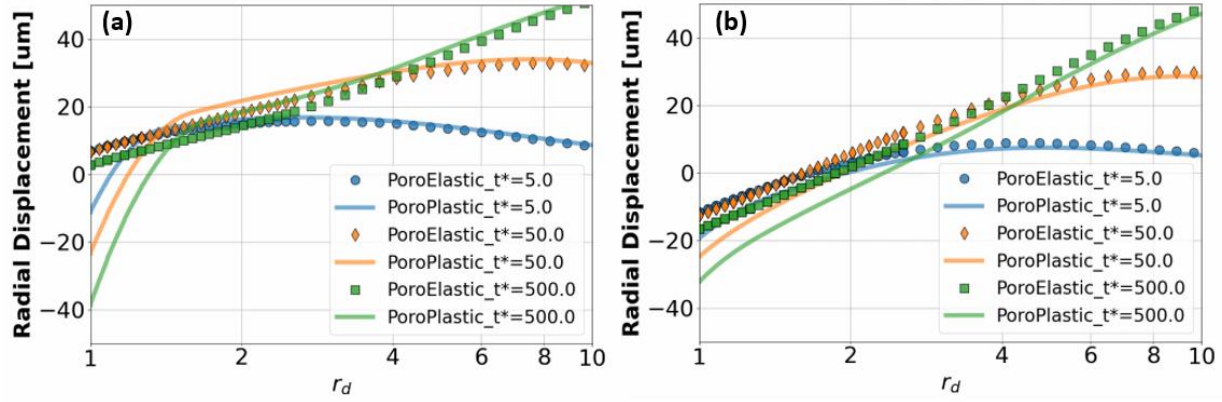 (a)
Radial Displacement [um]
40
20
0
−20
−40
PoroElastic_t*=5.0
PoroPlastic_t*=5.0
PoroElastic_t*=50.0
PoroPlastic_t*=50.0
PoroElastic_t*=500.0
PoroPlastic_t*=500.0
1 2 4 6 8 10
r_d
(b)
Radial Displacement [um]
40
20
0
−20
−40
PoroElastic_t*=5.0
PoroPlastic_t*=5.0
PoroElastic_t*=50.0
PoroPlastic_t*=50.0
PoroElastic_t*=500.0
PoroPlastic_t*=500.0
1 2 4 6 8 10
r_d